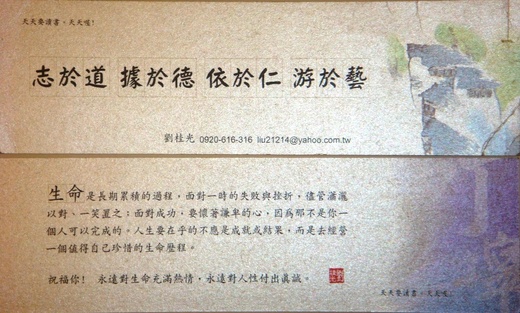 天天要讀書，天天嘎!
志於道 據於德 依於仁 游於藝
劉桂光 0920-616-316 liu21214@yahoo.com.tw
生命是長期累積的過程，面對一時的失敗與挫折，儘管瀟灑
以對、一笑置之；面對成功，要懷著謙卑的心，因為那不是你一
個人可以完成的。人生要在乎的不應是成就或結果，而是去經營
一個值得自己珍惜的生命歷程。
祝福你！ 永遠對生命充滿熱情，永遠對人性付出真誠。
天天要讀書，天天嘎!